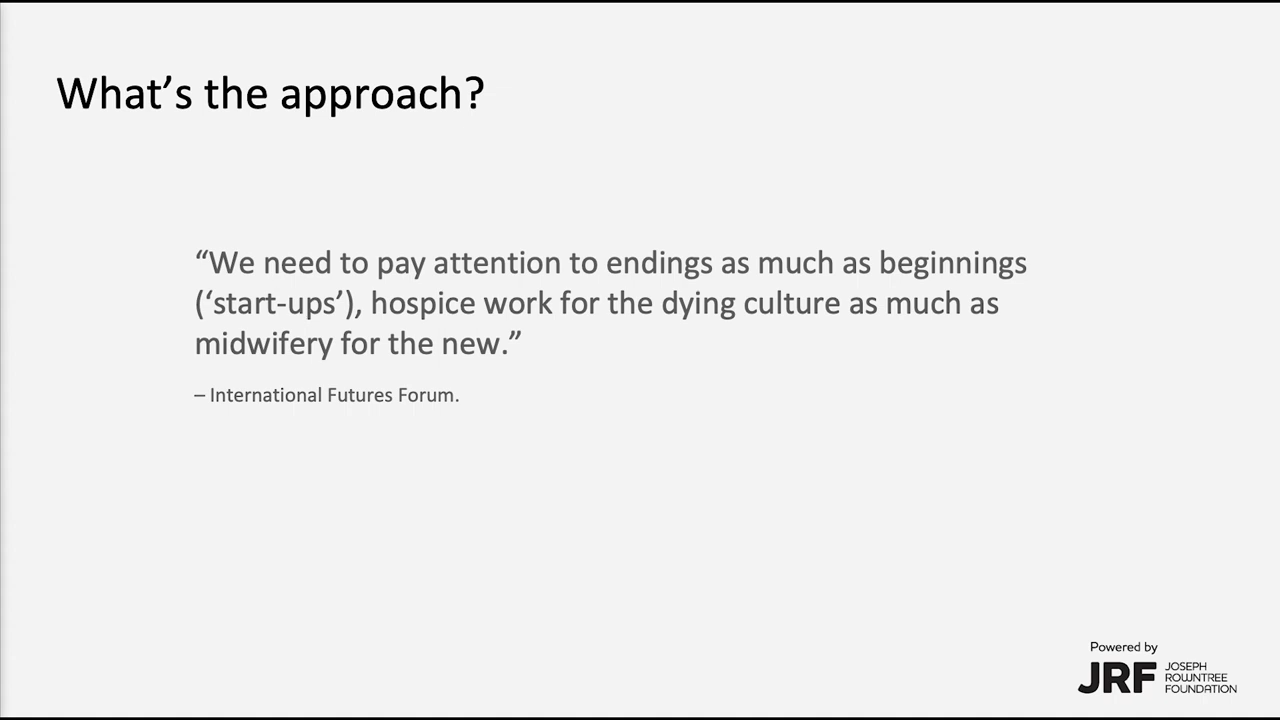 What’s the approach?
“We need to pay attention to endings as much as beginnings
(‘start-ups’), hospice work for the dying culture as much as
midwifery for the new.”
– International Futures Forum.
Powered by
JRF
JOSEPH
ROWNTREE
FOUNDATION